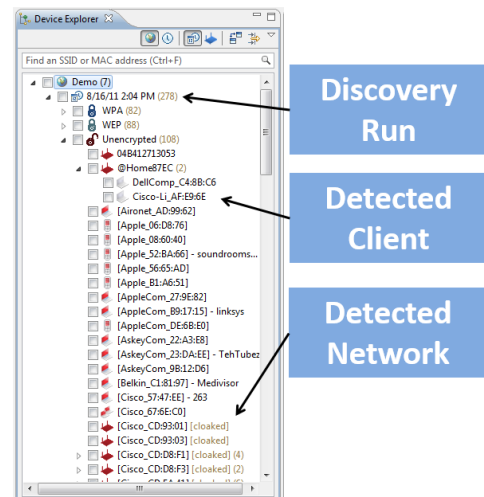 Device Explorer
Find an SSID or MAC address (Ctrl+F)
Demo (7)
8/16/11 2:04 PM (278)
WPA (82)
WEP (88)
Unencrypted (108)
04B412713053
@Home87EC (2)
DellComp_C4:8B:C6
Cisco-Li_AF:E9:6E
[Aironet_AD:99:62]
[Apple_06:D8:76]
[Apple_08:60:40]
[Apple_52:BA:66] - soundrooms...
[Apple_56:65:AD]
[Apple_B1:A6:51]
[AppleCom_27:9E:82]
[AppleCom_B9:17:15] - linksys
[AppleCom_DE:6B:E0]
[AskeyCom_22:A3:E8]
[AskeyCom_23:DA:EE] - TehTubez
[AskeyCom_9B:12:D6]
[Belkin_C1:81:97] - Medivisor
[Cisco_57:47:EE] - 263
[Cisco_67:6E:C0]
[Cisco_CD:93:01] [cloaked]
[Cisco_CD:93:03] [cloaked]
[Cisco_CD:D8:F1] [cloaked] (4)
[Cisco_CD:D8:F3] [cloaked] (2)
Discovery
Run
Detected
Client
Detected
Network